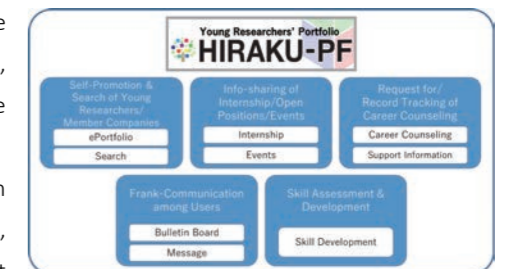 Young Researchers' Portfolio
HIRAKU-PF
Self-Promotion &
Search of Young
Researchers/
Member Companies
ePortfolio
Search
Info-sharing of
Internship/Open
Positions/Events
Internship
Events
Request for/
Record Tracking of
Career Counseling
Career Counseling
Support Information
Frank-Communication
among Users
Bulletin Board
Message
Skill Assessment &
Development
Skill Development